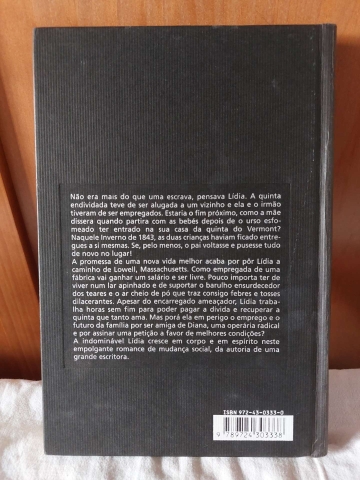 Não era mais do que uma escrava, pensava Lídia. A quinta
endividada teve de ser alugada a um vizinho e ela e o irmão
tiveram de ser empregados. Estaria o fim próximo, como a mãe
dissera quando partira com as bebés depois de o urso esfo-
meado ter entrado na sua casa da quinta do Vermont?
Naquele Inverno de 1843, as duas crianças haviam ficado entre-
gues a si mesmas. Se, pelo menos, o pai voltasse e pusesse tudo
de novo no lugar!
A promessa de uma nova vida melhor acaba por pôr Lídia a
caminho de Lowell, Massachusetts. Como empregada de uma
fábrica vai ganhar um salário e ser livre. Pouco importa ter de
viver num lar apinhado e de suportar o barulho ensurdecedor
dos teares e o ar cheio de pó que traz consigo febres e tosses
dilacerantes. Apesar do encarregado ameaçador, Lídia traba-
lha horas sem fim para poder pagar a dívida e recuperar a
quinta que tanto ama. Mas porá ela em perigo o emprego e o
futuro da família por ser amiga de Diana, uma operária radical
e por assinar uma petição a favor de melhores condições?
A indominável Lídia cresce em corpo e em espírito neste
empolgante romance de mudança social, da autoria de uma
grande escritora.
ISBN 972-43-0333-0
9 789724 303338